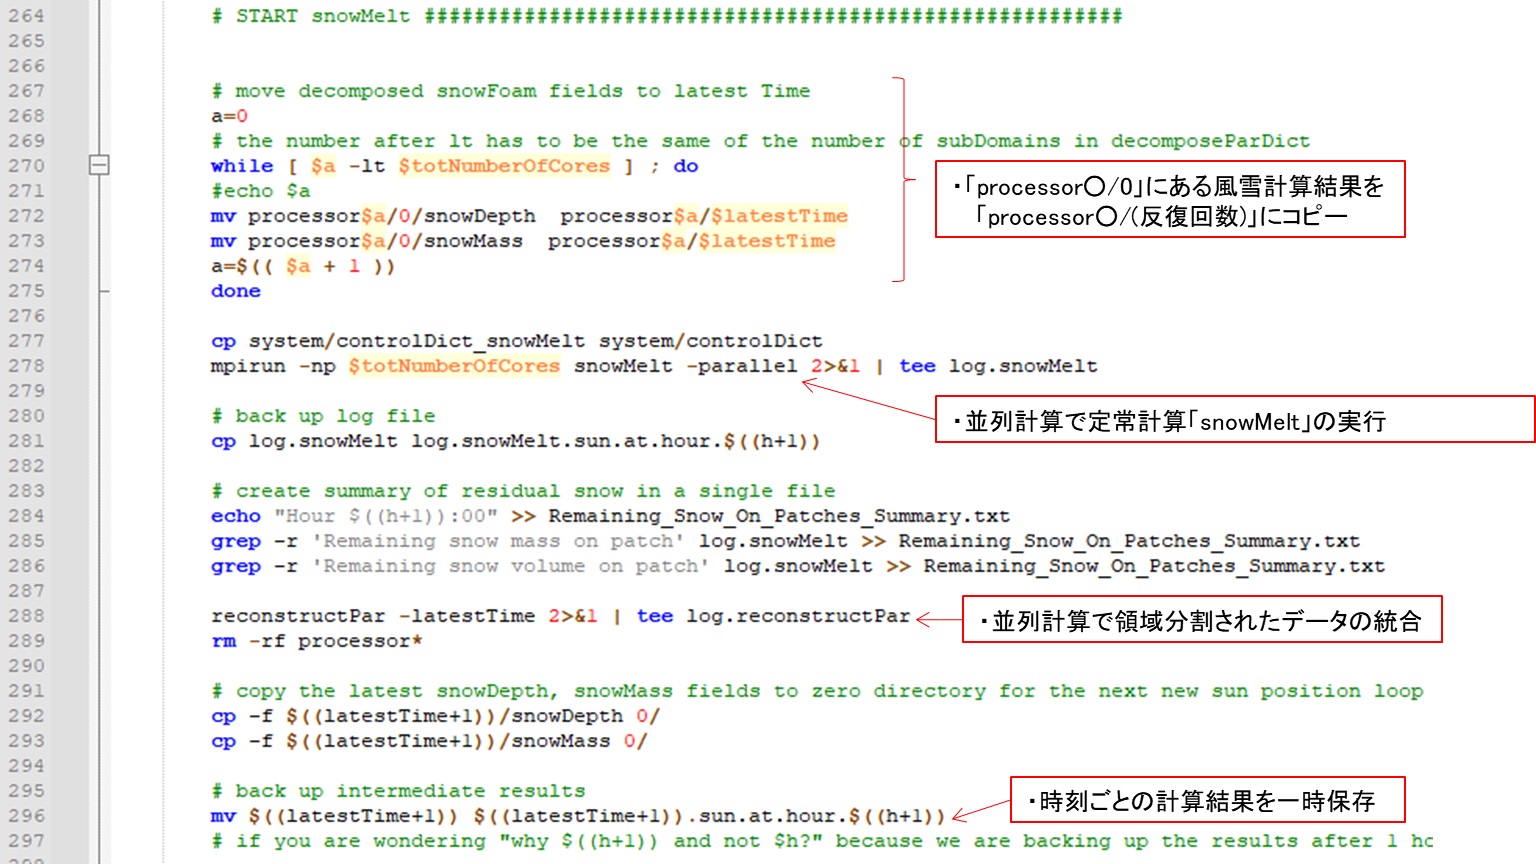 264 # START snowMelt ########################################################
265
266
267 # move decomposed snowFoam fields to latest Time
268 a=0
269 # the number after lt has to be the same of the number of subDomains in decomposeParDict
270 while [ $a -lt $totNumberOfCores ] ; do
271 #echo $a
272 mv processor$a/0/snowDepth  processor$a/$latestTime
273 mv processor$a/0/snowMass  processor$a/$latestTime
274 a=$(( $a + 1 ))
275 done
・「processor〇/0」にある風雪計算結果を
「processor〇/(反復回数)」にコピー
276
277 cp system/controlDict_snowMelt system/controlDict
278 mpirun -np $totNumberOfCores snowMelt -parallel 2>&1 | tee log.snowMelt
279
・並列計算で定常計算「snowMelt」の実行
280 # back up log file
281 cp log.snowMelt log.snowMelt.sun.at.hour.$((h+1))
282
283 # create summary of residual snow in a single file
284 echo "Hour $((h+1)):00" >> Remaining_Snow_On_Patches_Summary.txt
285 grep -r 'Remaining snow mass on patch' log.snowMelt >> Remaining_Snow_On_Patches_Summary.txt
286 grep -r 'Remaining snow volume on patch' log.snowMelt >> Remaining_Snow_On_Patches_Summary.txt
287
288 reconstructPar -latestTime 2>&1 | tee log.reconstructPar
・並列計算で領域分割されたデータの統合
289 rm -rf processor*
290
291 # copy the latest snowDepth, snowMass fields to zero directory for the next new sun position loop
292 cp -f $((latestTime+1))/snowDepth 0/
293 cp -f $((latestTime+1))/snowMass 0/
294
295 # back up intermediate results
296 mv $((latestTime+1)) $((latestTime+1)).sun.at.hour.$((h+1))
・時刻ごとの計算結果を一時保存
297 # if you are wondering "why $((h+1)) and not $h?" because we are backing up the results after 1